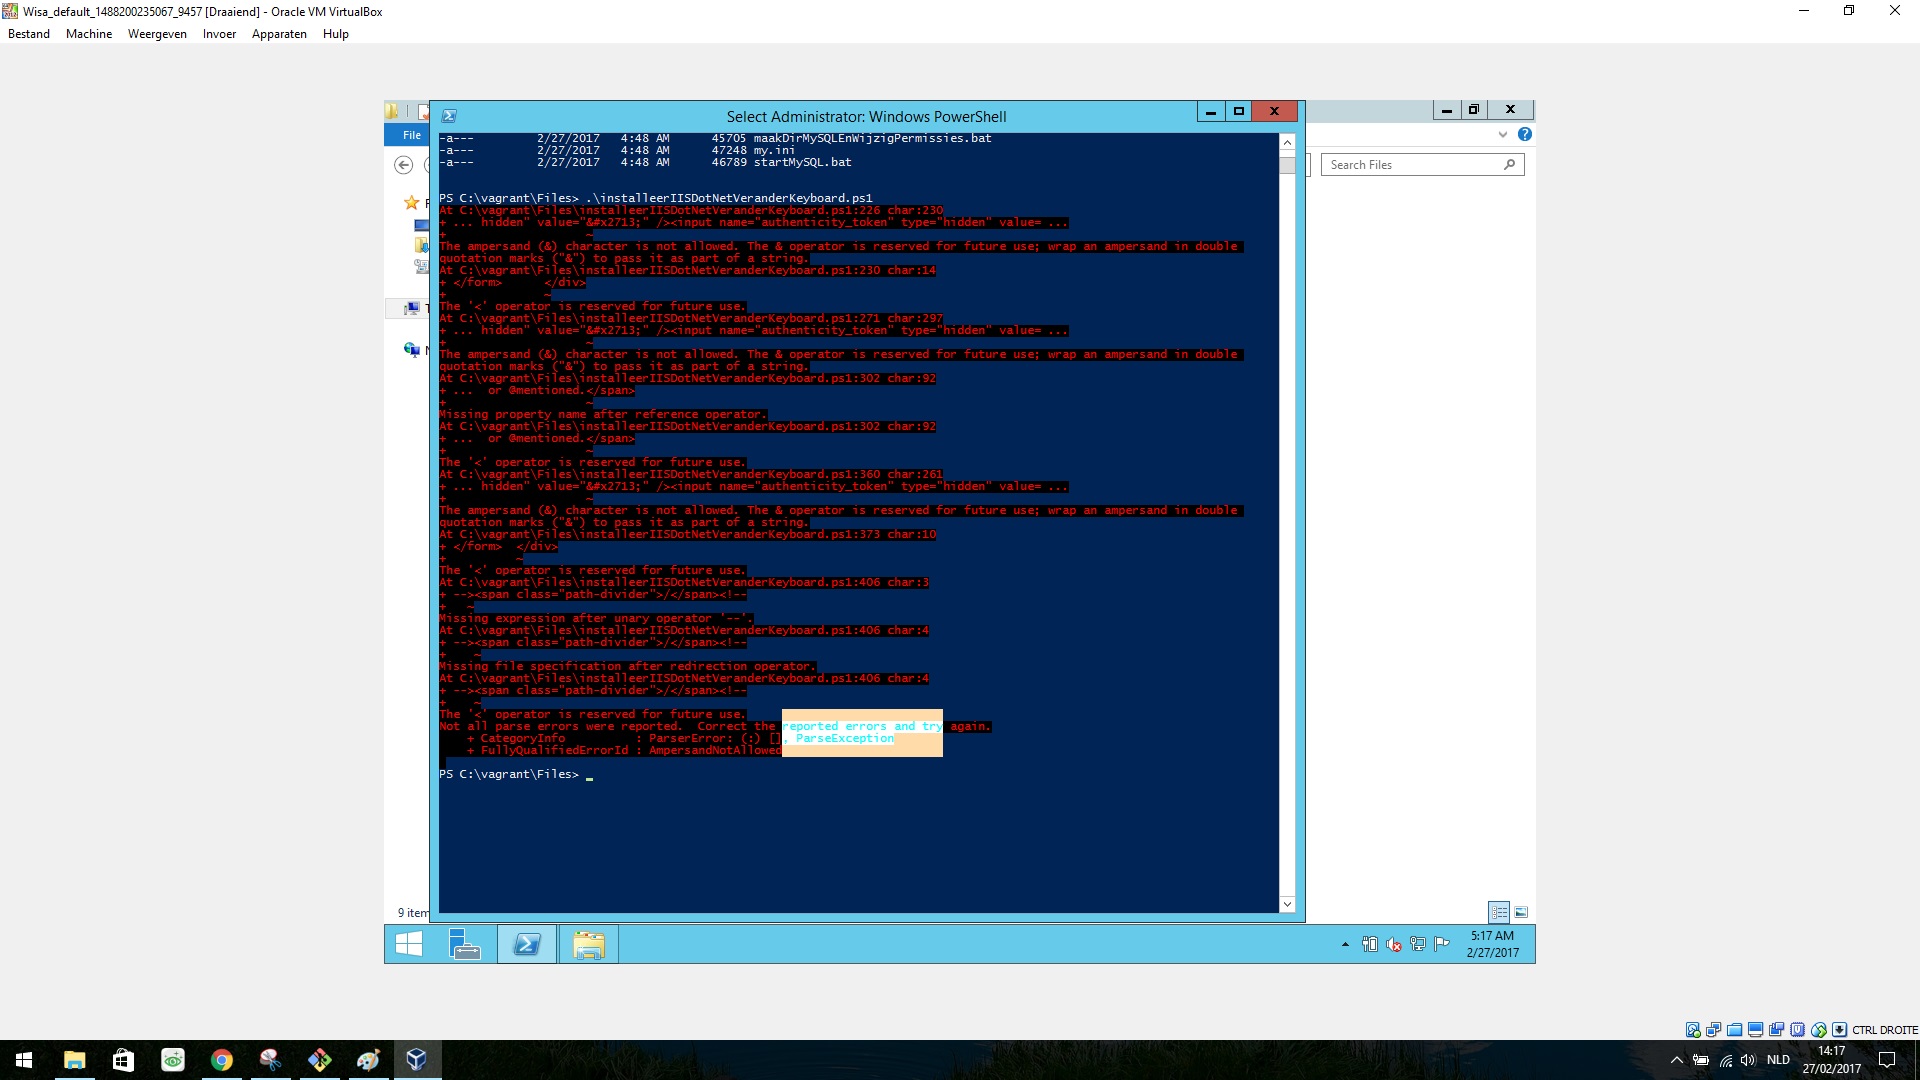 Wisa_default_1488200235067_9457 [Draaiend] - Oracle VM VirtualBox
Bestand Machine Weergeven Invoer Apparaten Hulp
Select Administrator: Windows PowerShell
File
Search Files
-a--- 2/27/2017 4:48 AM 45705 maakDirMySQLEnWijzigPermissies.bat
-a--- 2/27/2017 4:48 AM 47248 my.ini
-a--- 2/27/2017 4:48 AM 46789 startMySQL.bat
PS C:\vagrant\Files> .\installeerIISDotNetVeranderKeyboard.ps1
At C:\vagrant\Files\installeerIISDotNetVeranderKeyboard.ps1:226 char:230
+ ... hidden" value="&#x2713;" /><input name="authenticity_token" type="hidden" value= ...
+ ~
The ampersand (&) character is not allowed. The & operator is reserved for future use; wrap an ampersand in double
quotation marks ("&") to pass it as part of a string.
At C:\vagrant\Files\installeerIISDotNetVeranderKeyboard.ps1:230 char:14
+ </form> </div>
+ ~
The '<' operator is reserved for future use.
At C:\vagrant\Files\installeerIISDotNetVeranderKeyboard.ps1:271 char:297
+ ... hidden" value="&#x2713;" /><input name="authenticity_token" type="hidden" value= ...
+ ~
The ampersand (&) character is not allowed. The & operator is reserved for future use; wrap an ampersand in double
quotation marks ("&") to pass it as part of a string.
At C:\vagrant\Files\installeerIISDotNetVeranderKeyboard.ps1:302 char:92
+ ... or @mentioned.</span>
+ ~
Missing property name after reference operator.
At C:\vagrant\Files\installeerIISDotNetVeranderKeyboard.ps1:302 char:92
+ ... or @mentioned.</span>
+ ~
The '<' operator is reserved for future use.
At C:\vagrant\Files\installeerIISDotNetVeranderKeyboard.ps1:360 char:261
+ ... hidden" value="&#x2713;" /><input name="authenticity_token" type="hidden" value= ...
+ ~
The ampersand (&) character is not allowed. The & operator is reserved for future use; wrap an ampersand in double
quotation marks ("&") to pass it as part of a string.
At C:\vagrant\Files\installeerIISDotNetVeranderKeyboard.ps1:373 char:10
+ </form> </div>
+ ~
The '<' operator is reserved for future use.
At C:\vagrant\Files\installeerIISDotNetVeranderKeyboard.ps1:406 char:3
+ --><span class="path-divider">/</span><!--
+ ~
Missing expression after unary operator '--'.
At C:\vagrant\Files\installeerIISDotNetVeranderKeyboard.ps1:406 char:4
+ --><span class="path-divider">/</span><!--
+ ~
Missing file specification after redirection operator.
At C:\vagrant\Files\installeerIISDotNetVeranderKeyboard.ps1:406 char:4
+ --><span class="path-divider">/</span><!--
+ ~
The '<' operator is reserved for future use.
Not all parse errors were reported. Correct the reported errors and try again.
+ CategoryInfo : ParserError: (:) [], ParseException
+ FullyQualifiedErrorId : AmpersandNotAllowed
PS C:\vagrant\Files> _
9 item
5:17 AM
2/27/2017
CTRL DROITE
NLD
14:17
27/02/2017